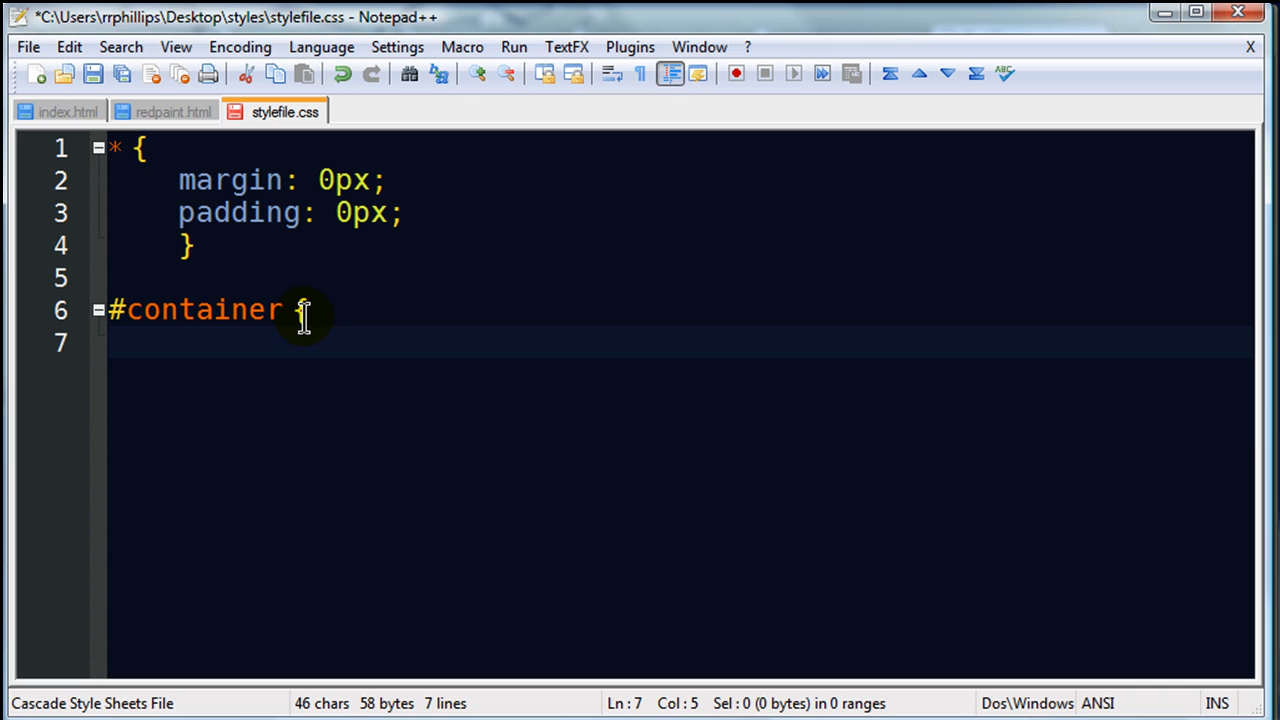 *C:\Users\rrphillips\Desktop\styles\stylefile.css - Notepad++
File Edit Search View Encoding Language Settings Macro Run TextFX Plugins Window ? X
ABC
index.html redpaint.html stylefile.css
1 * {
2 margin: 0px;
3 padding: 0px;
4 }
5
6 #container {
7
Cascade Style Sheets File 46 chars 58 bytes 7 lines Ln : 7 Col : 5 Sel : 0 (0 bytes) in 0 ranges Dos\Windows ANSI INS